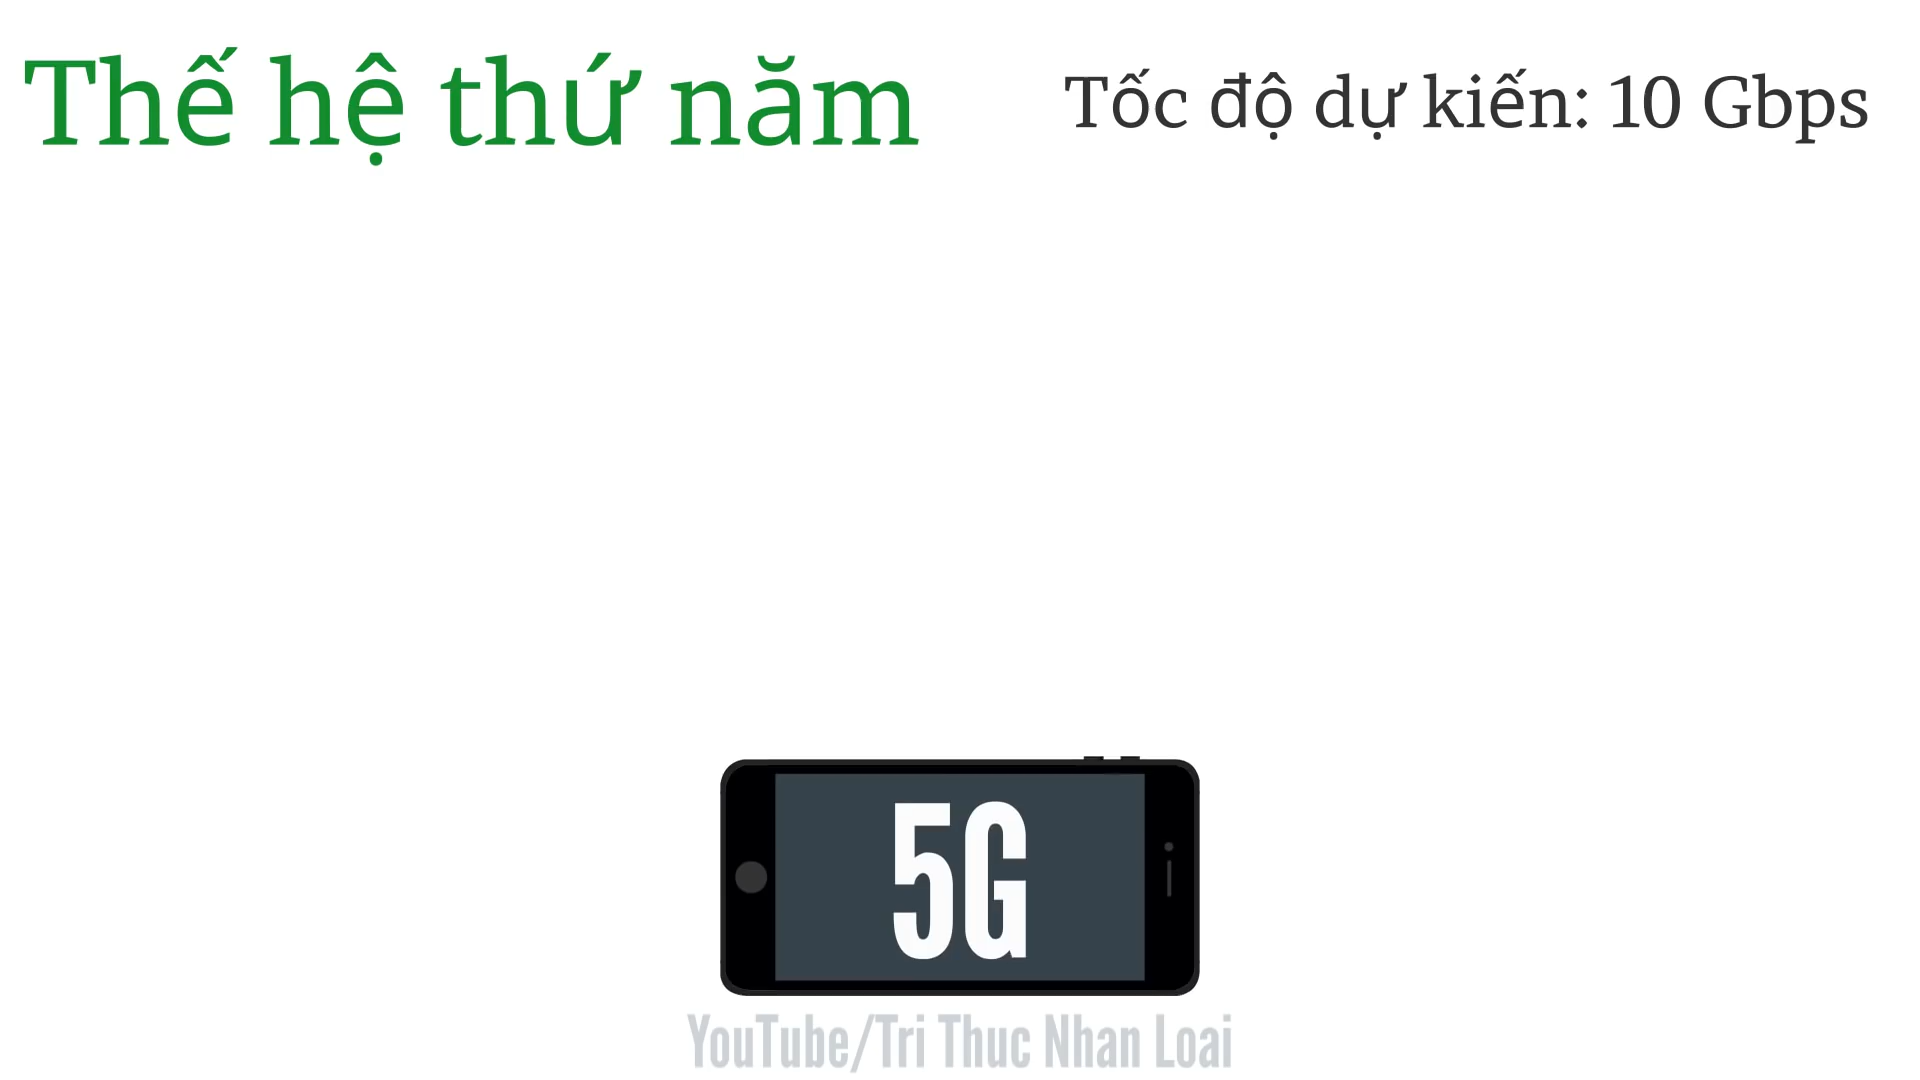 Thế hệ thứ năm
Tốc độ dự kiến: 10 Gbps
5G
YouTube/Tri Thuc Nhan Loai